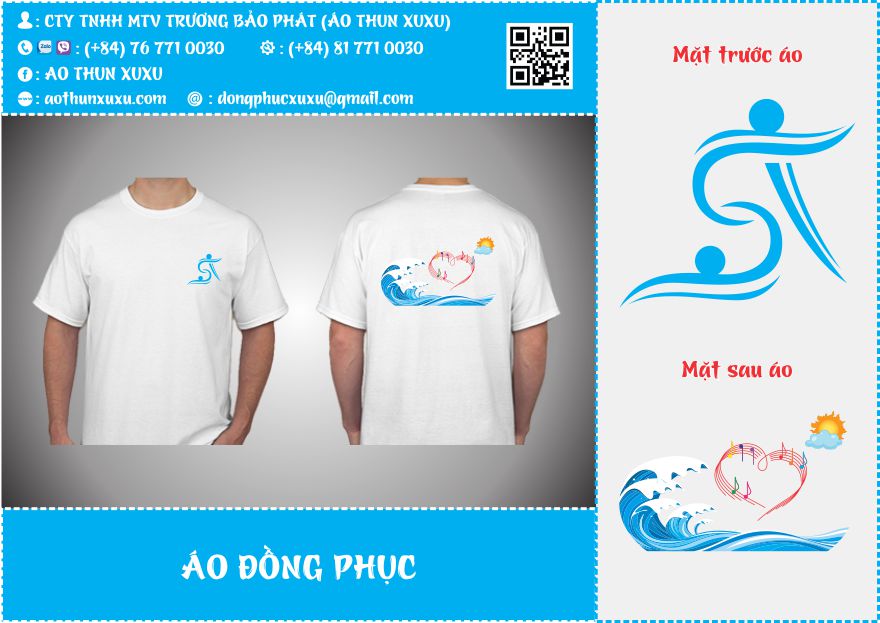 : CTY TNHH MTV TRƯƠNG BẢO PHÁT (ÁO THUN XUXU)
Zalo : (+84) 76 771 0030 : (+84) 81 771 0030
: AO THUN XUXU
: aothunxuxu.com @ : dongphucxuxu@gmail.com
Mặt trước áo
Mặt sau áo
ÁO ĐỒNG PHỤC